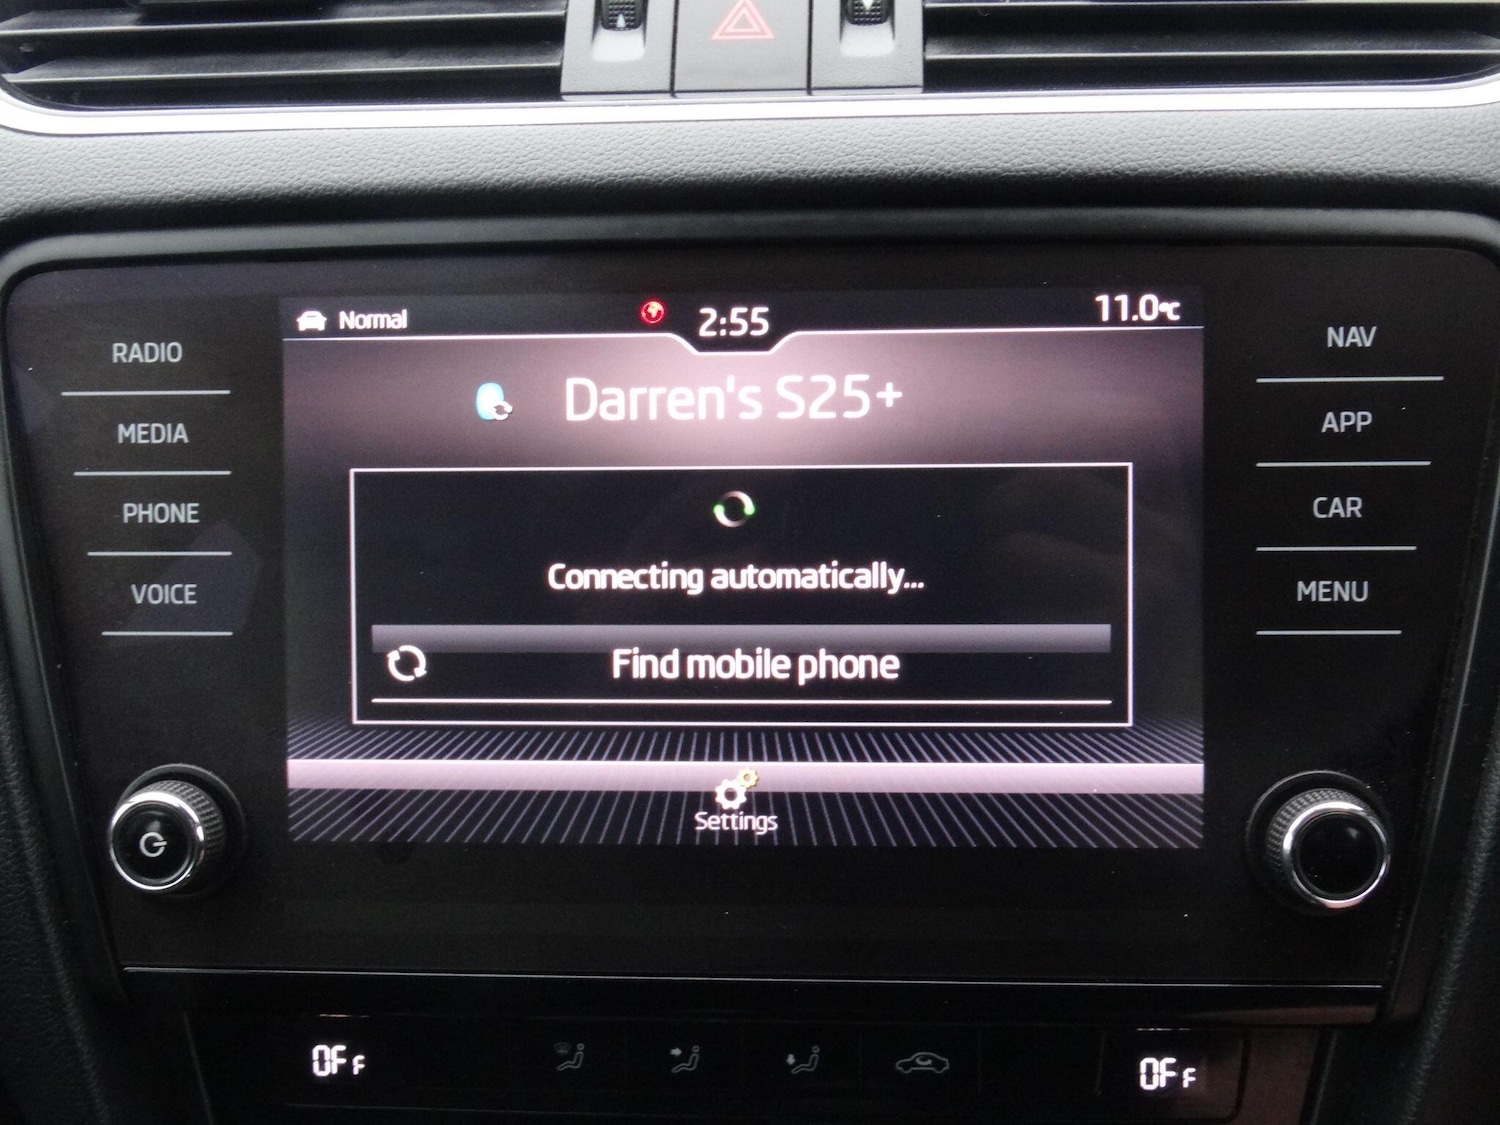 Normal
2:55
11.0°C
Darren's S25+
Connecting automatically...
Find mobile phone
Settings
RADIO
MEDIA
PHONE
VOICE
NAV
APP
CAR
MENU
OFF
OFF